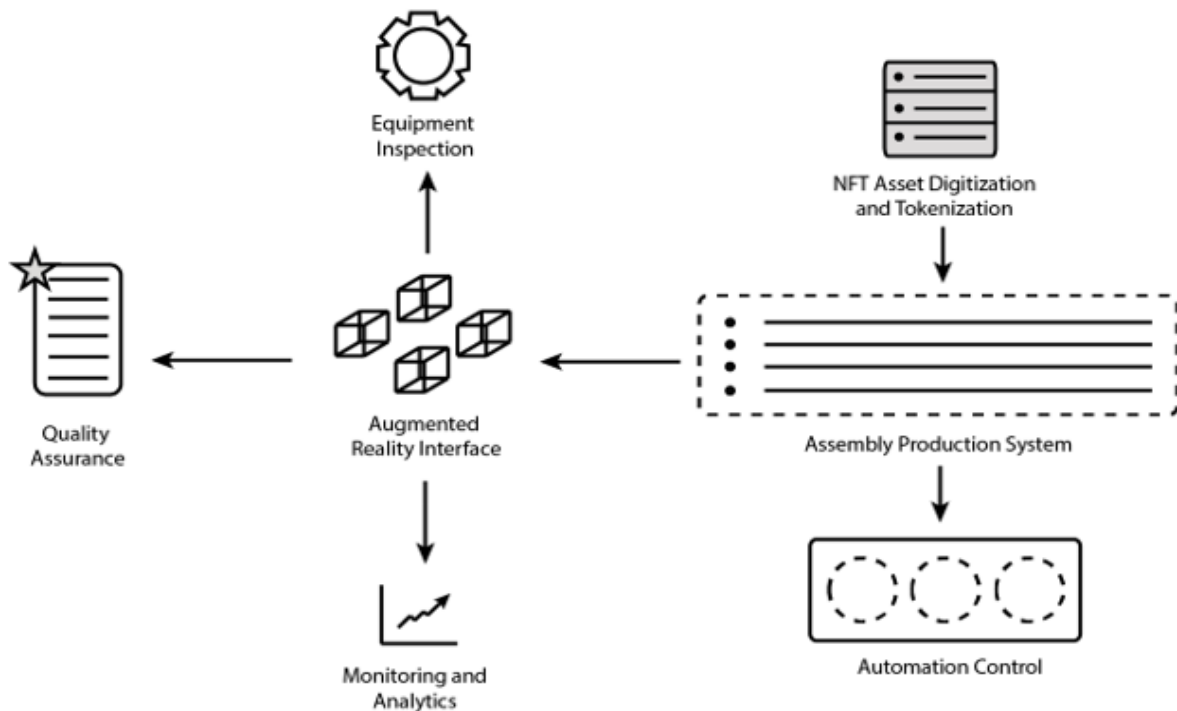 Equipment
Inspection
NFT Asset Digitization
and Tokenization
Quality
Assurance
Augmented
Reality Interface
Assembly Production System
Monitoring and
Analytics
Automation Control